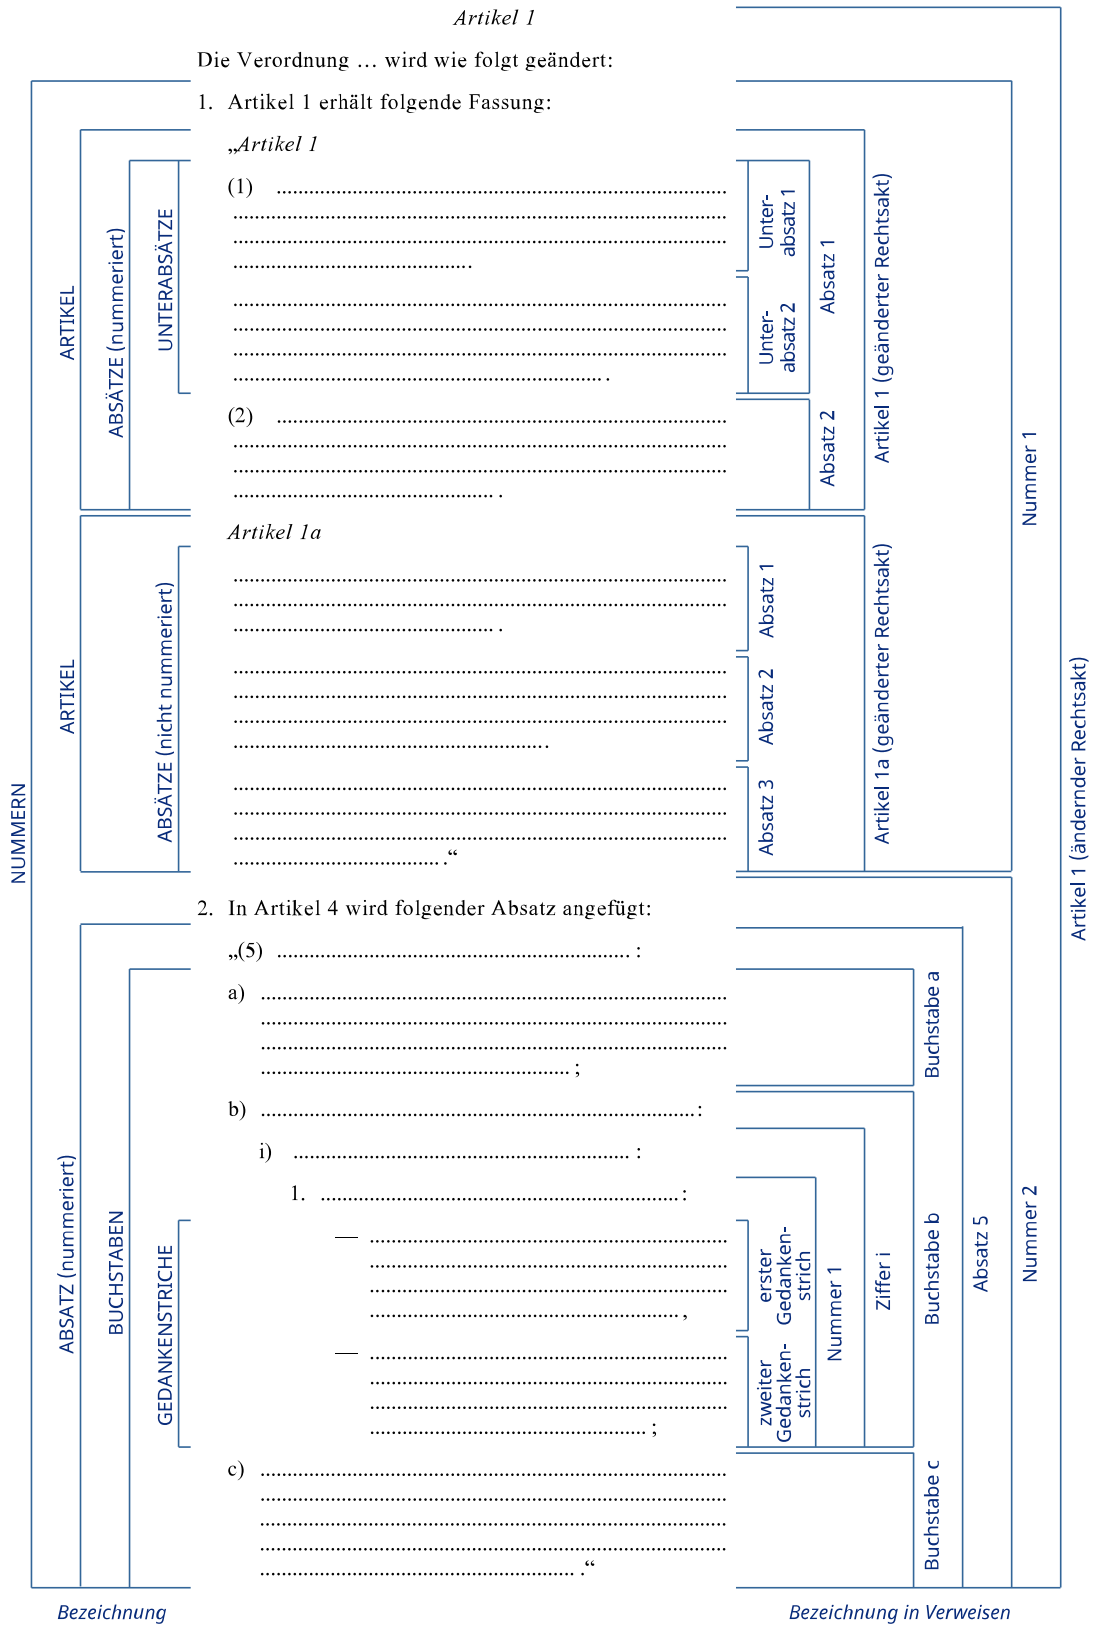 Artikel 1
Die Verordnung … wird wie folgt geändert:
1. Artikel 1 erhält folgende Fassung:
„Artikel 1
(1) ........................................
UNTERABSÄTZE
ABSÄTZE (nummeriert)
ARTIKEL
Unter-
absatz 1
Unter-
absatz 2
Absatz 1
(2) ........................................
Absatz 2
Artikel 1 (geänderter Rechtsakt)
Nummer 1
Artikel 1a
ABSÄTZE (nicht nummeriert)
ARTIKEL
Absatz 1
Absatz 2
Absatz 3
Artikel 1a (geänderter Rechtsakt)
........................................ .“
NUMMERN
Artikel 1 (ändernder Rechtsakt)
2. In Artikel 4 wird folgender Absatz angefügt:
„(5) ........................................ :
a) ........................................ ;
Buchstabe a
b) ........................................ :
i) ........................................ :
1. ........................................ :
— ........................................ ,
— ........................................ ;
ABSATZ (nummeriert)
BUCHSTABEN
GEDANKENSTRICHE
erster
Gedanken-
strich
zweiter
Gedanken-
strich
Nummer 1
Ziffer i
Buchstabe b
Absatz 5
Nummer 2
c) ........................................ .“
Buchstabe c
Bezeichnung
Bezeichnung in Verweisen